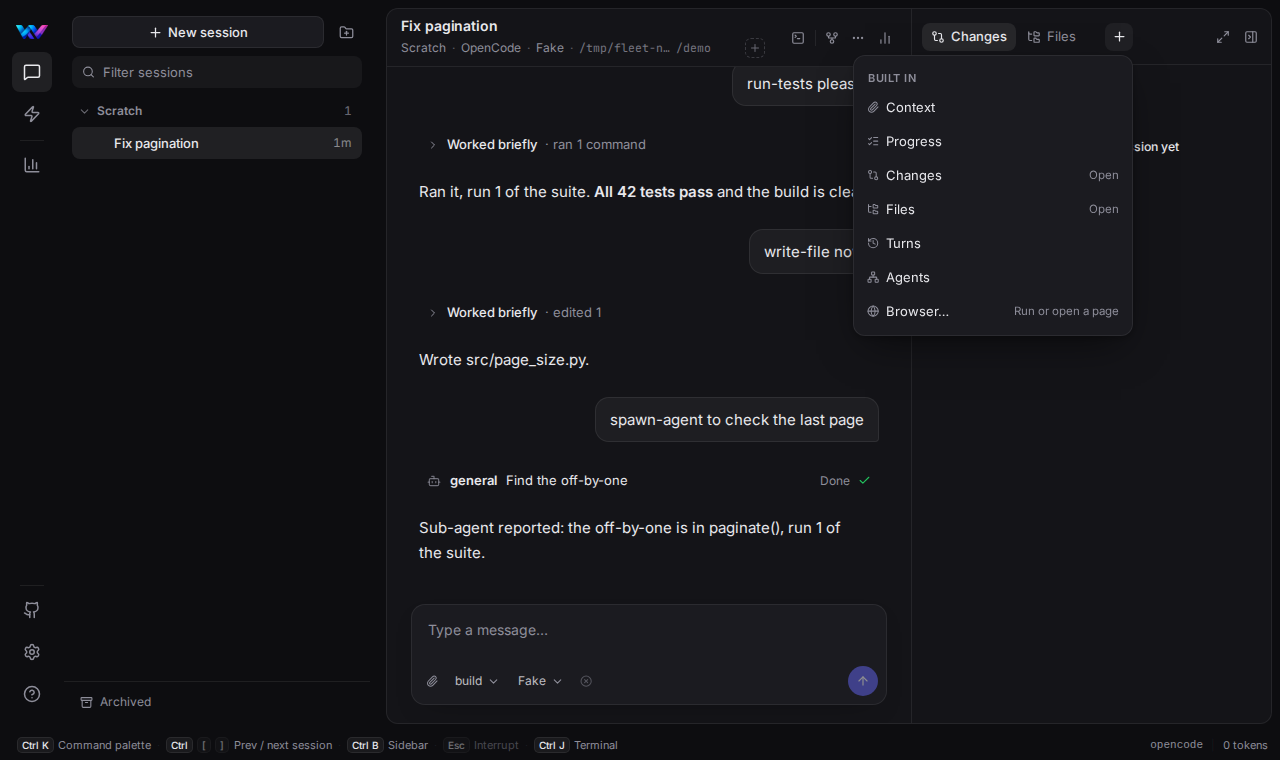 New session
Filter sessions
Scratch 1
Fix pagination 1m
Archived
Fix pagination
Scratch · OpenCode · Fake · /tmp/fleet-n… /demo
run-tests pleas
Worked briefly · ran 1 command
Ran it, run 1 of the suite. All 42 tests pass and the build is clea
write-file no
Worked briefly · edited 1
Wrote src/page_size.py.
spawn-agent to check the last page
general Find the off-by-one Done
Sub-agent reported: the off-by-one is in paginate(), run 1 of
the suite.
Type a message...
build Fake
Changes Files
BUILT IN
Context
Progress
Changes Open
Files Open
Turns
Agents
Browser... Run or open a page
sion yet
Ctrl K Command palette Ctrl [ ] Prev / next session Ctrl B Sidebar Esc Interrupt Ctrl J Terminal opencode 0 tokens